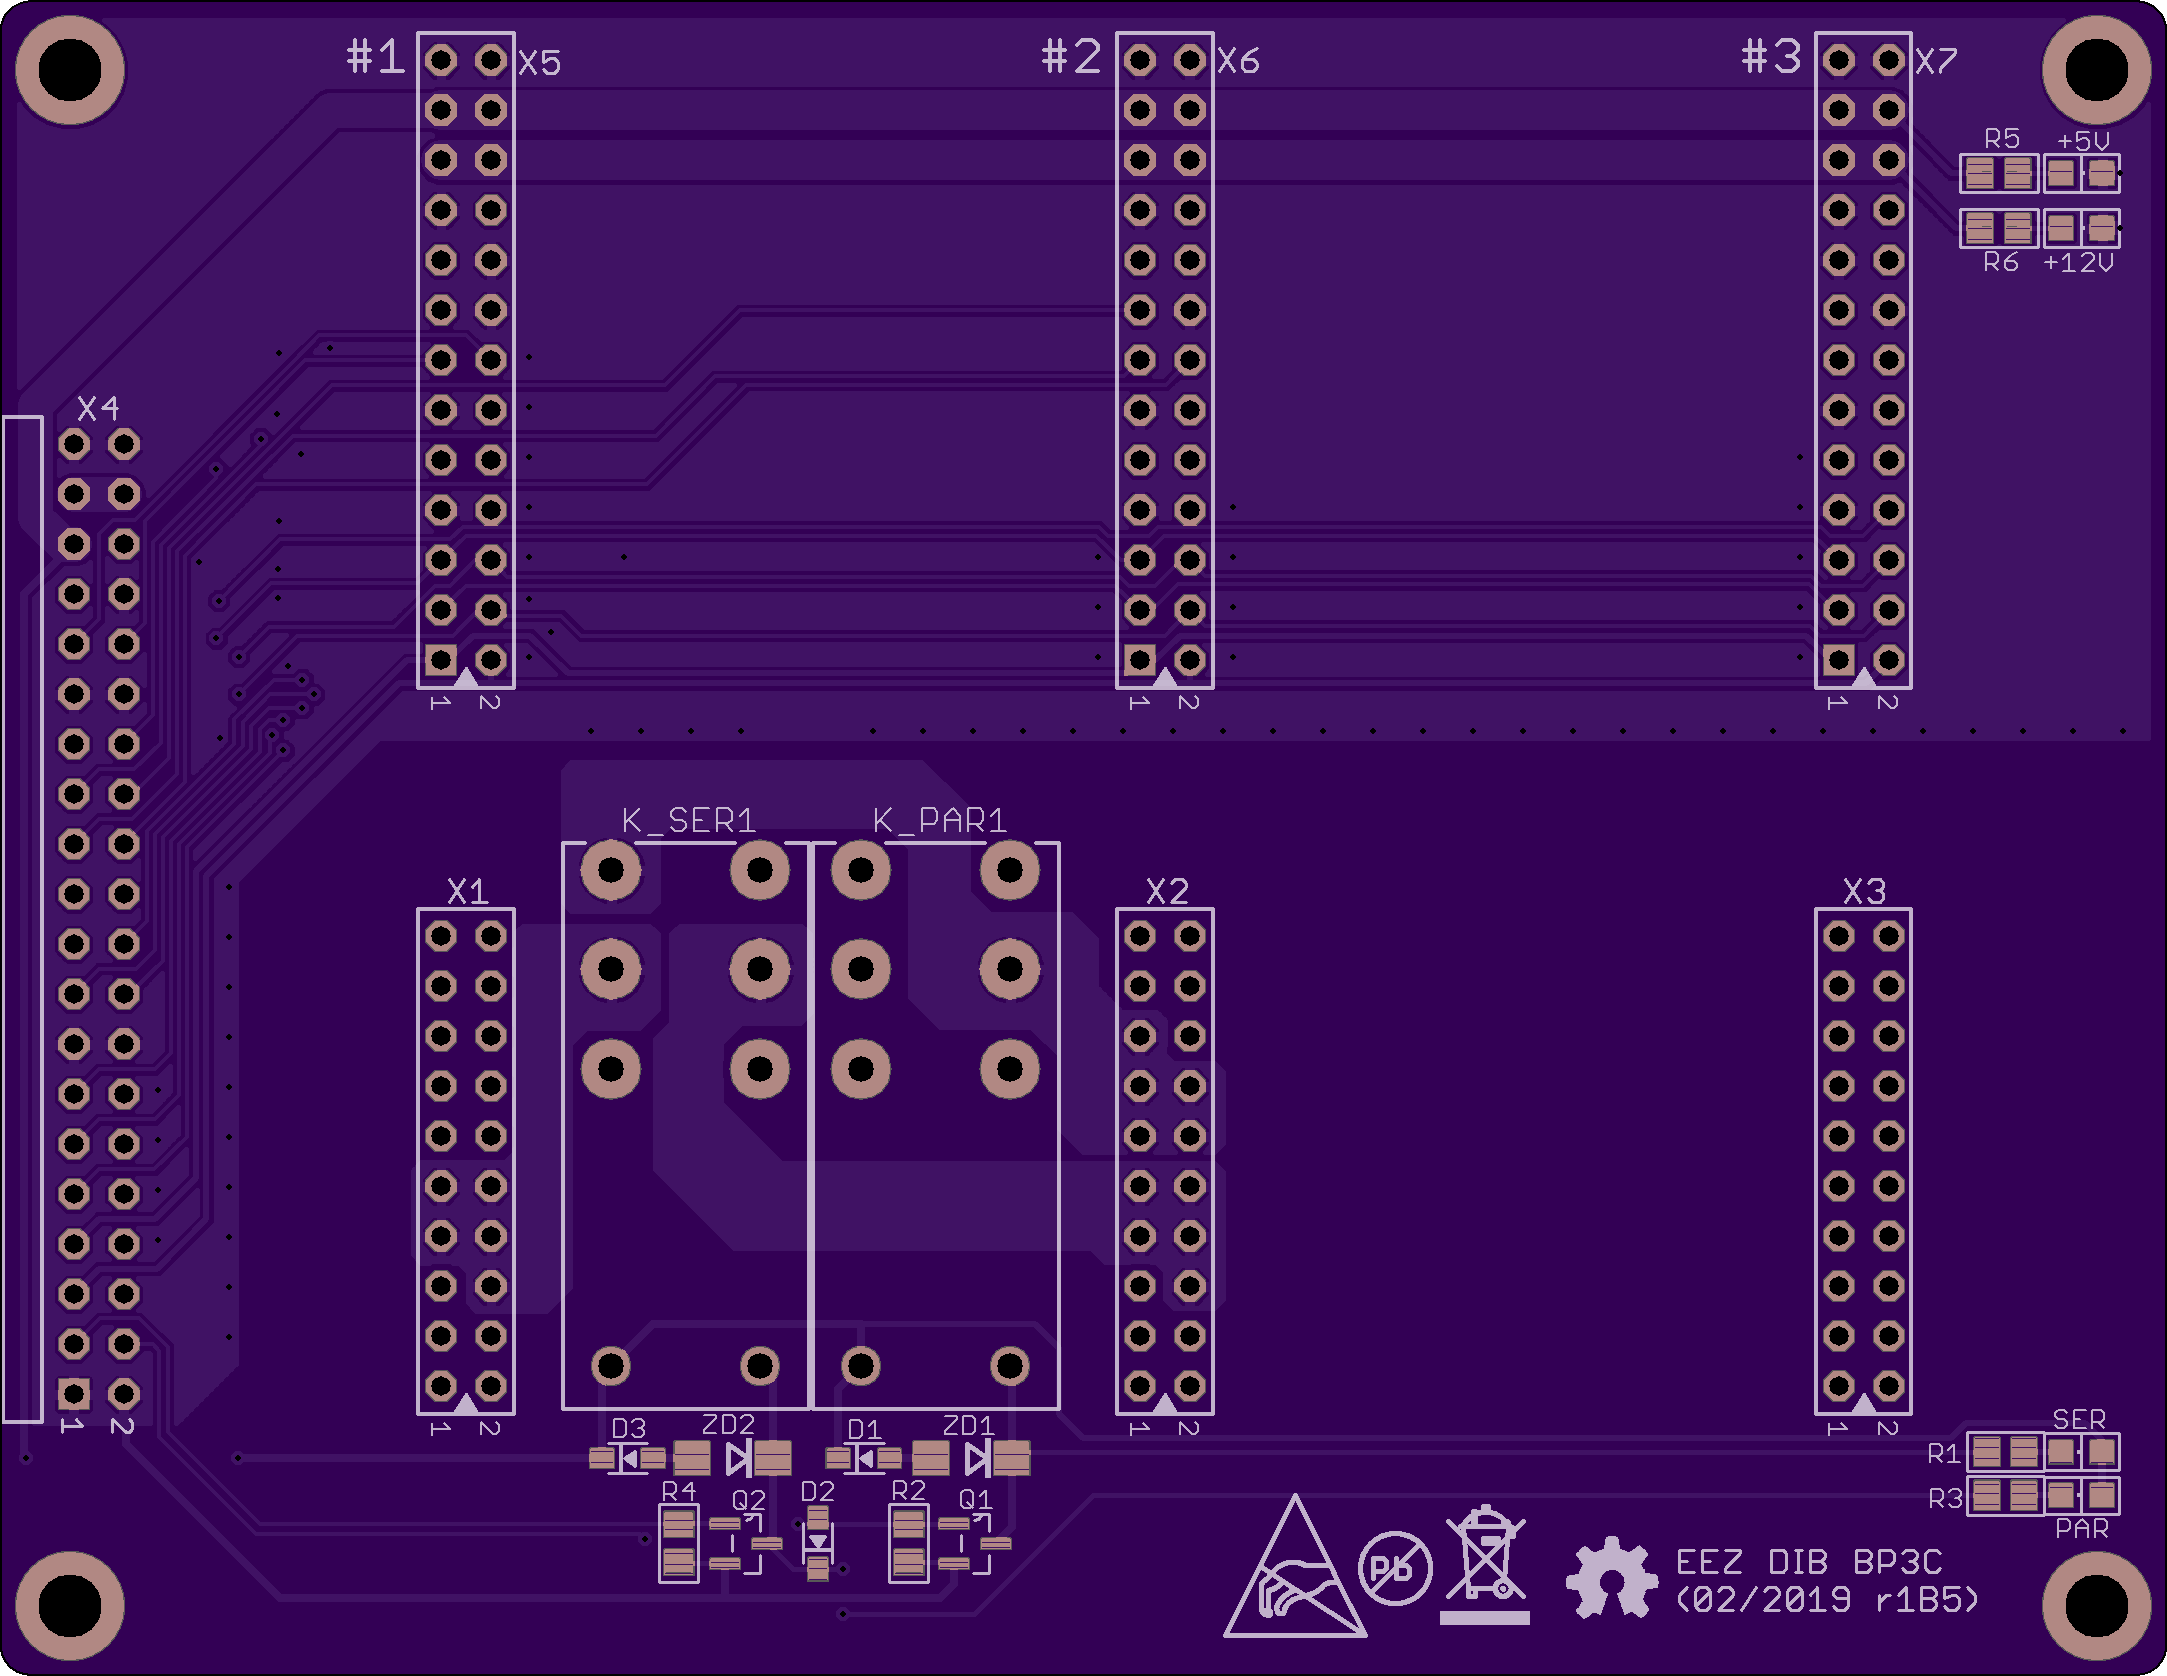 #1 X5 #2 X6 #3 X7
R5 +5V
R6 +12V
X4
1 2 1 2 1 2
K_SER1 K_PAR1
X1 X2 X3
1 2 1 2 1 2 1 2
D3 ZD2 D1 ZD1 SER
R1
R4 Q2 D2 R2 Q1 R3
PAR
Pb
EEZ DIB BP3C
(02/2019 r1B5)